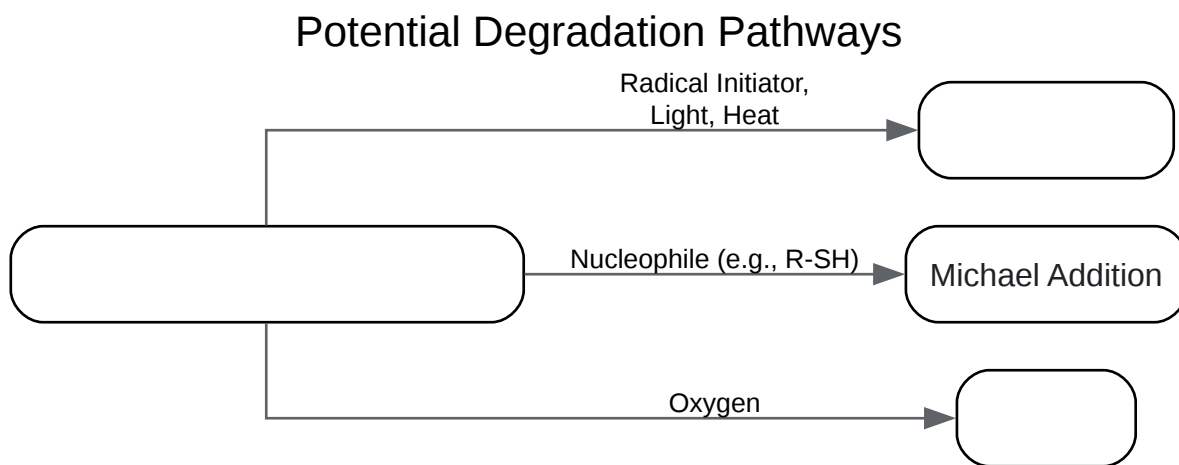 Potential Degradation Pathways
Radical Initiator,
Light, Heat
Nucleophile (e.g., R-SH)
Michael Addition
Oxygen